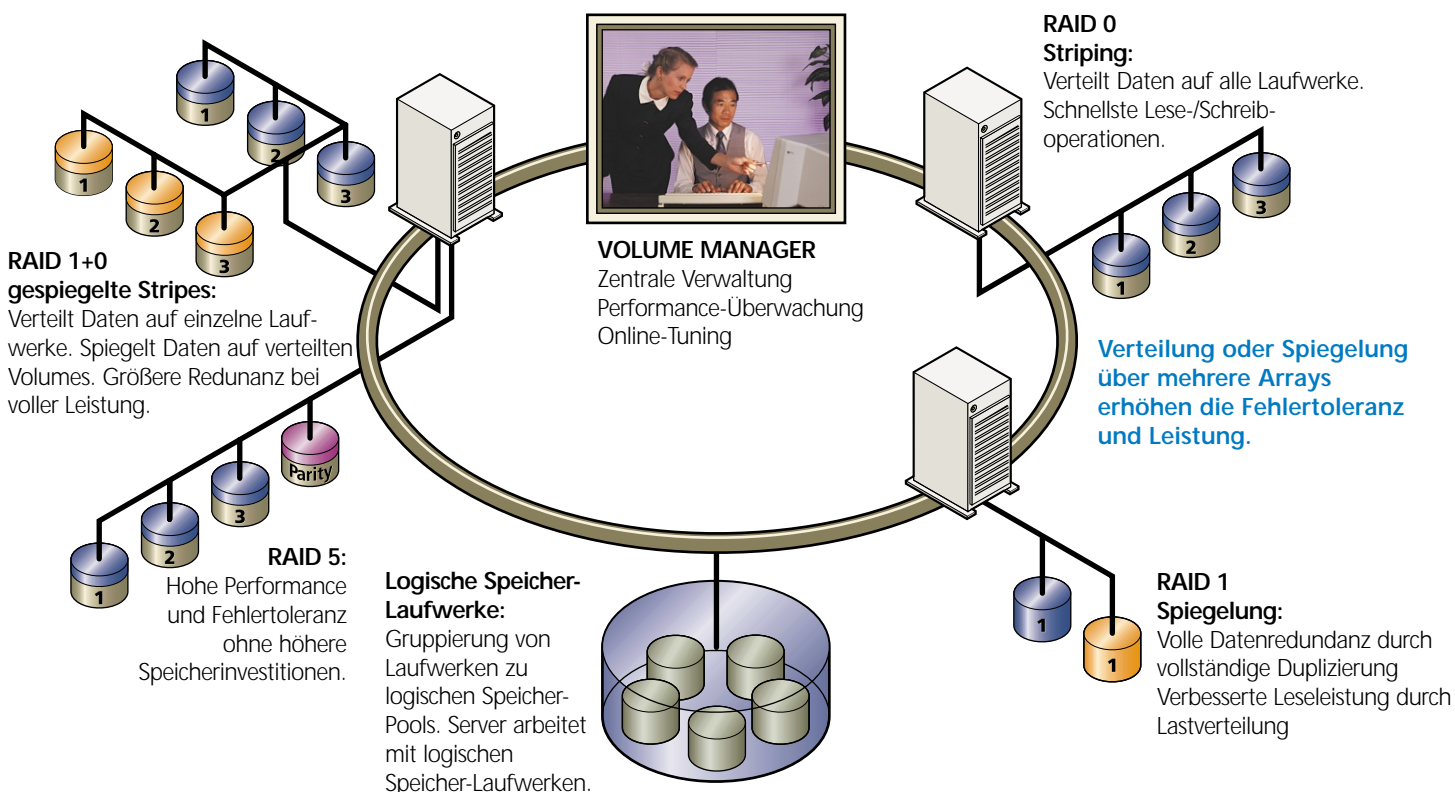 1
2
3
1
2
3
RAID 1+0
gespiegelte Stripes:
Verteilt Daten auf einzelne Lauf-
werke. Spiegelt Daten auf verteilten
Volumes. Größere Redunanz bei
voller Leistung.
VOLUME MANAGER
Zentrale Verwaltung
Performance-Überwachung
Online-Tuning
RAID 0
Striping:
Verteilt Daten auf alle Laufwerke.
Schnellste Lese-/Schreib-
operationen.
3
2
1
Verteilung oder Spiegelung
über mehrere Arrays
erhöhen die Fehlertoleranz
und Leistung.
Parity
3
2
1
RAID 5:
Hohe Performance
und Fehlertoleranz
ohne höhere
Speicherinvestitionen.
Logische Speicher-
Laufwerke:
Gruppierung von
Laufwerken zu
logischen Speicher-
Pools. Server arbeitet
mit logischen
Speicher-Laufwerken.
1
1
RAID 1
Spiegelung:
Volle Datenredundanz durch
vollständige Duplizierung
Verbesserte Leseleistung durch
Lastverteilung